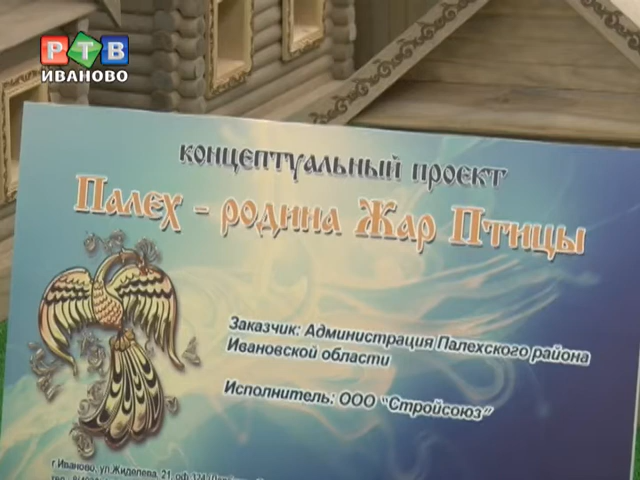 РТВ
ИВАНОВО
концептуальный проект
Палех - родина Жар Птицы
Заказчик: Администрация Палехского района
Ивановской области
Исполнитель: ООО "Стройсоюз"
г Иваново, ул.Жиделева, 21, оф.